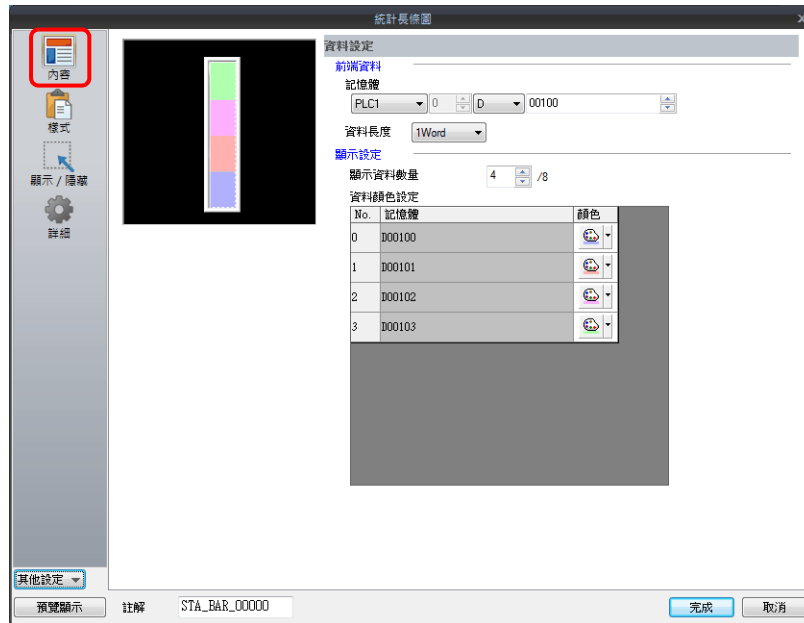 統計長條圖
內容
樣式
顯示 / 隱藏
詳細
其他設定
預覽顯示
資料設定
前端資料
記憶體
PLC1 0 D 00100
資料長度 1Word
顯示設定
顯示資料數量 4 /8
資料顏色設定
No. 記憶體 顏色
0 D00100
1 D00101
2 D00102
3 D00103
註解 STA_BAR_00000
完成 取消